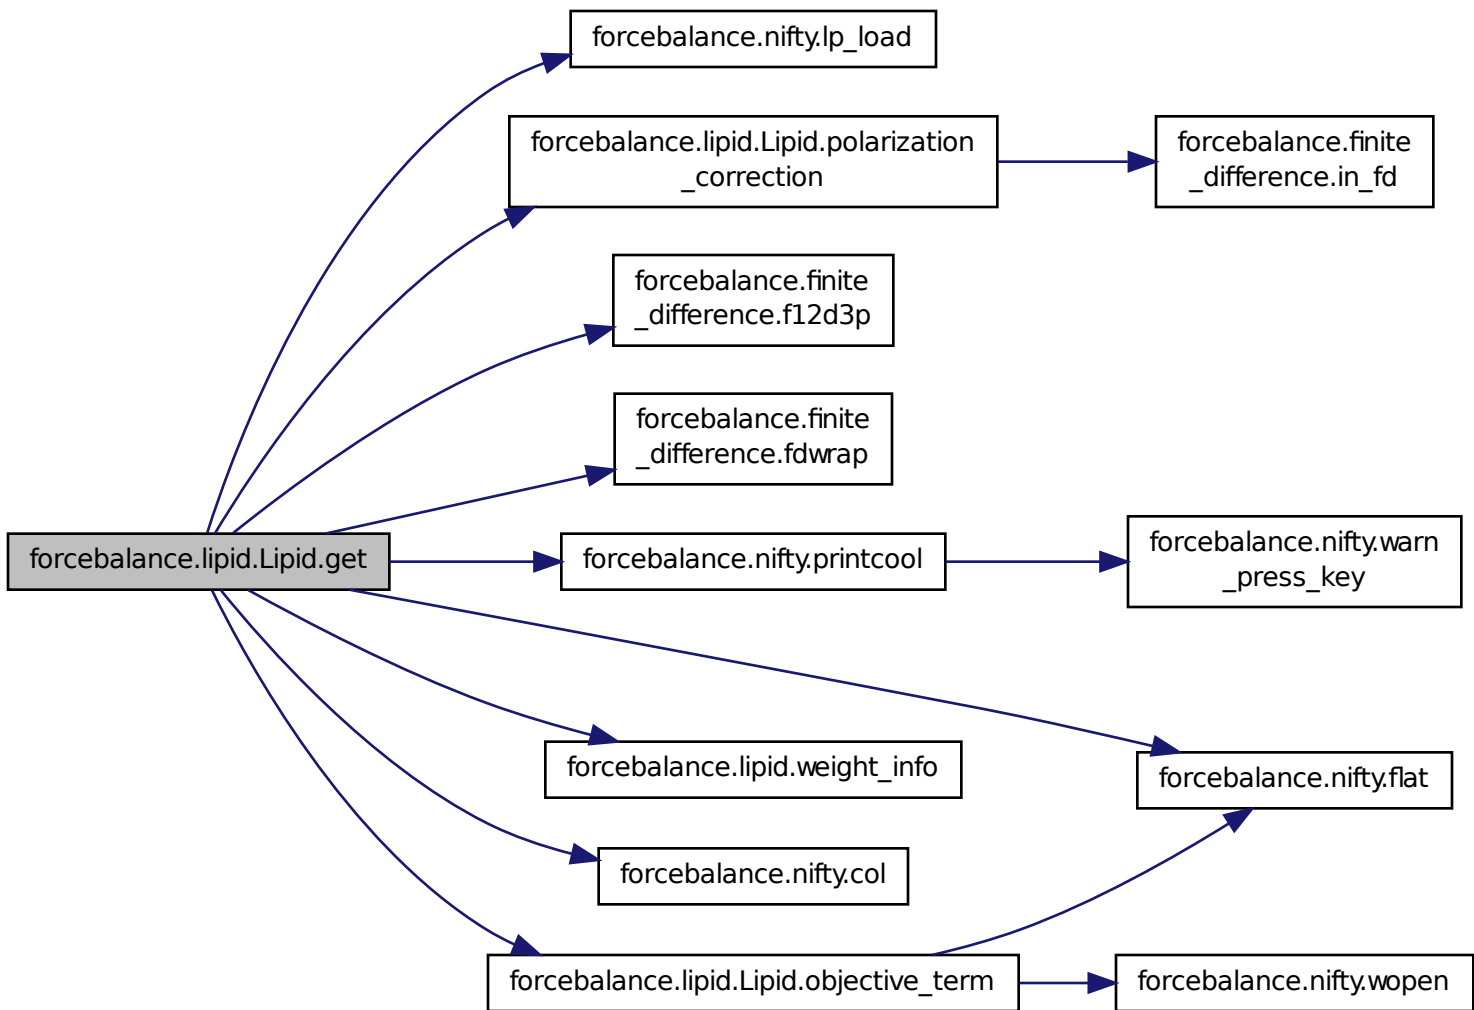 forcebalance.nifty.lp_load
forcebalance.lipid.Lipid.polarization
_correction
forcebalance.finite
_difference.in_fd
forcebalance.finite
_difference.f12d3p
forcebalance.finite
_difference.fdwrap
forcebalance.lipid.Lipid.get
forcebalance.nifty.printcool
forcebalance.nifty.warn
_press_key
forcebalance.lipid.weight_info
forcebalance.nifty.flat
forcebalance.nifty.col
forcebalance.lipid.Lipid.objective_term
forcebalance.nifty.wopen